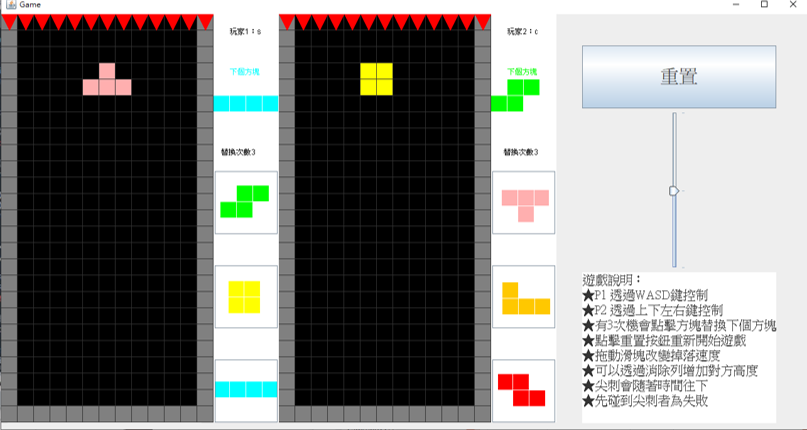 Game
玩家1：s
下個方塊
替換次數3
玩家2：c
下個方塊
替換次數3
重置
遊戲說明：
★P1 透過WASD鍵控制
★P2 透過上下左右鍵控制
★有3次機會點擊方塊替換下個方塊
★點擊重置按鈕重新開始遊戲
★拖動滑塊改變掉落速度
★可以透過消除列增加對方高度
★尖刺會隨著時間往下
★先碰到尖刺者為失敗